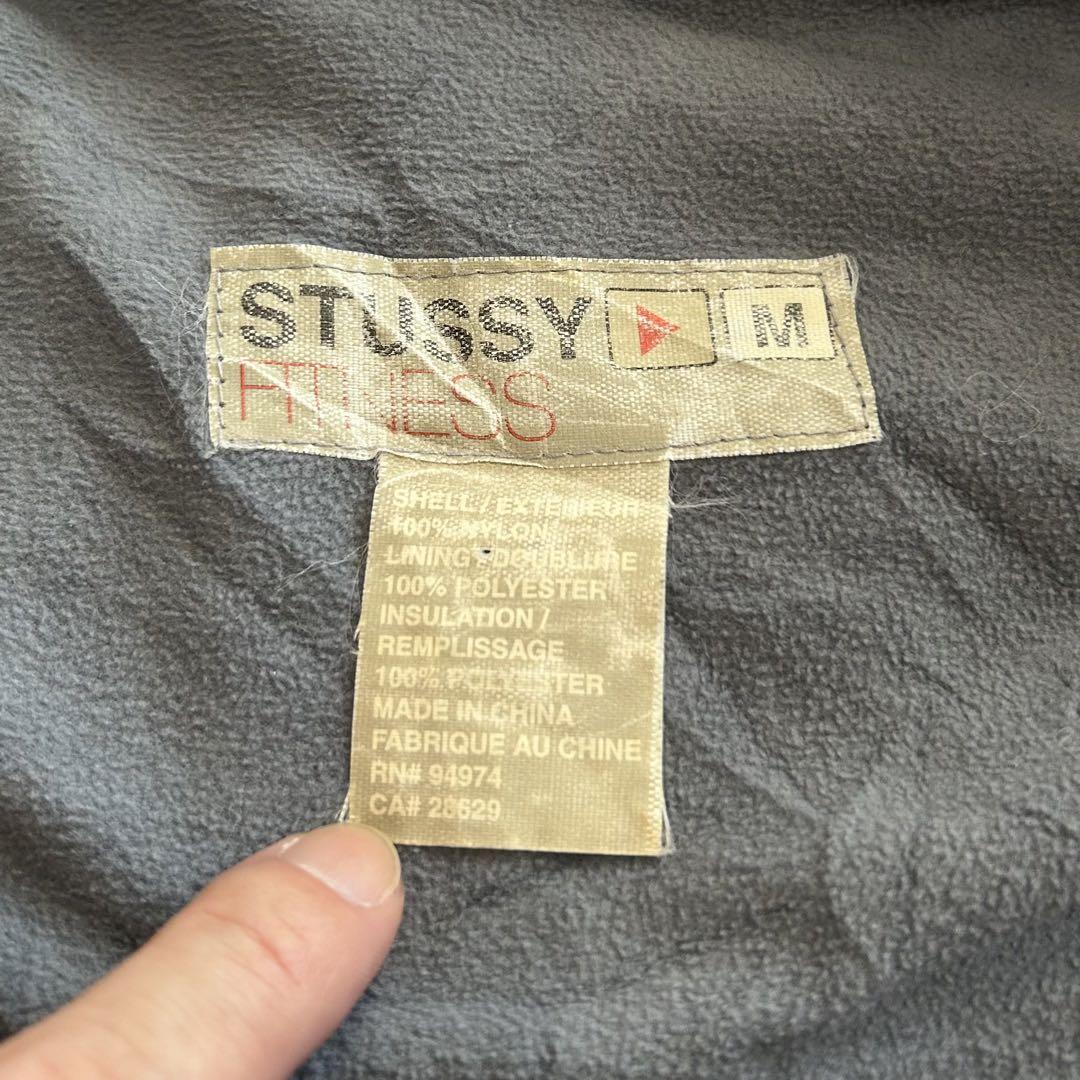 STUSSY M
FITNESS
SHELL / EXTERIEUR
100% NYLON
LINING / DOUBLURE
100% POLYESTER
INSULATION /
REMPLISSAGE
100% POLYESTER
MADE IN CHINA
FABRIQUE AU CHINE
RN# 94974
CA# 28629